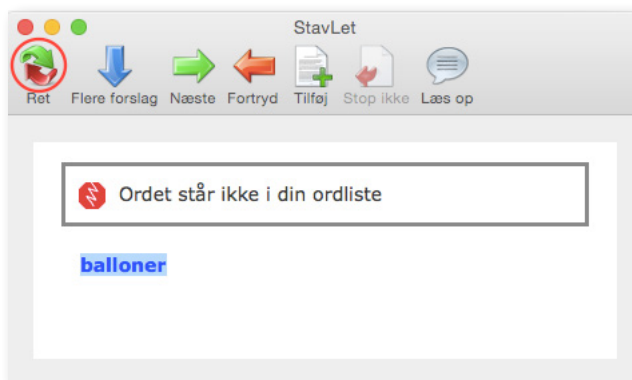 StavLet
Ret Flere forslag Næste Fortryd Tilføj Stop ikke Læs op
Ordet står ikke i din ordliste
balloner